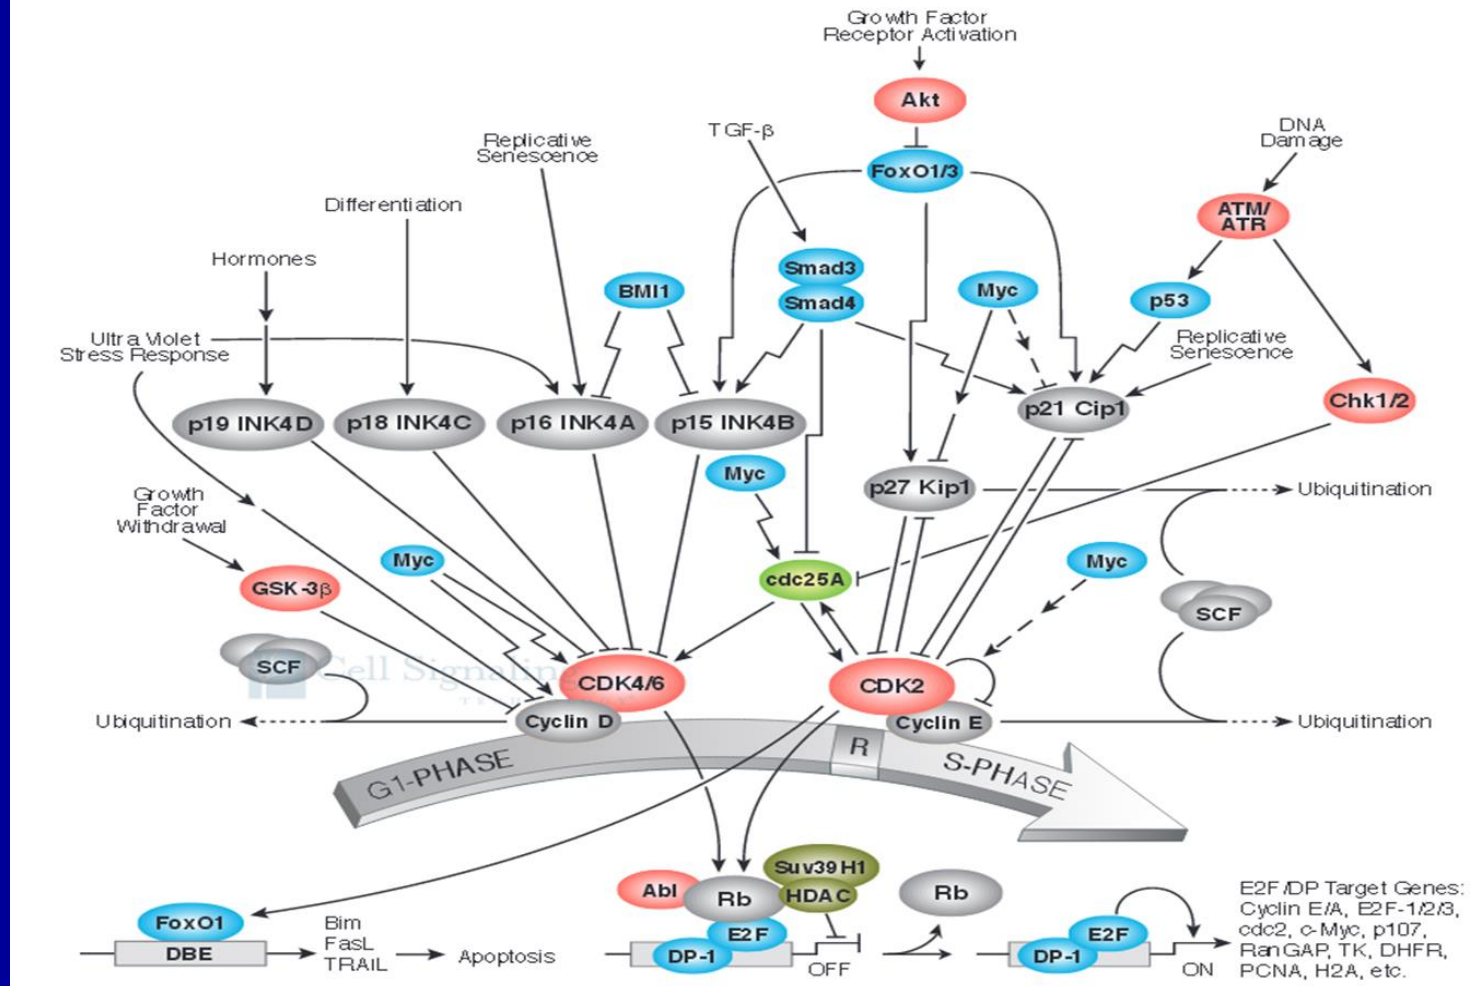 Growth Factor
Receptor Activation
Akt
FoxO1/3
TGF-β
DNA
Damage
Replicative
Senescence
ATM/
ATR
Differentiation
Hormones
Smad3
Smad4
BMI1
Myc
p53
Ultra Violet
Stress Response
Replicative
Senescence
p19 INK4D
p18 INK4C
p16 INK4A
p15 INK4B
p21 Cip1
Chk1/2
Myc
p27 Kip1
Ubiquitination
Growth
Factor
Withdrawal
GSK-3β
Myc
cdc25A
Myc
SCF
SCF
Cell Signaling
CDK4/6
CDK2
Ubiquitination
Cyclin D
Cyclin E
Ubiquitination
G1-PHASE
R
S-PHASE
Abl
Rb
Suv39H1
HDAC
Rb
FoxO1
DBE
Bim
FasL
TRAIL
Apoptosis
E2F
DP-1
OFF
E2F
DP-1
ON
E2F/DP Target Genes:
Cyclin E/A, E2F-1/2/3,
cdc2, c-Myc, p107,
RanGAP, TK, DHFR,
PCNA, H2A, etc.